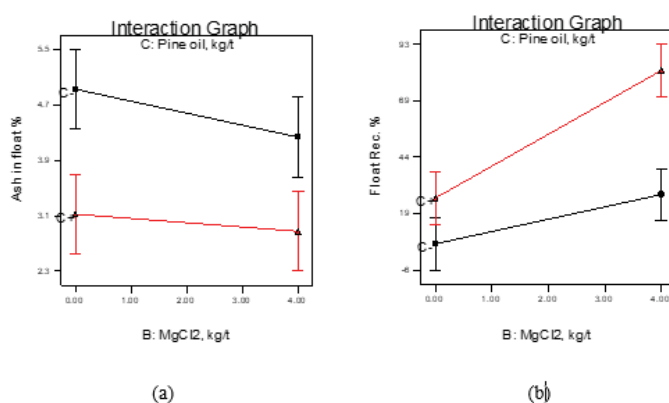 Interaction Graph
C: Pine oil, kg/t
Ash in float %
5.5
4.7
3.9
3.1
2.3
C-
C+
0.00 1.00 2.00 3.00 4.00
B: MgCl2, kg/t
(a)
Interaction Graph
C: Pine oil, kg/t
Float Rec. %
93
69
44
19
-6
C
C-
0.00 1.00 2.00 3.00 4.00
B: MgCl2, kg/t
(b)